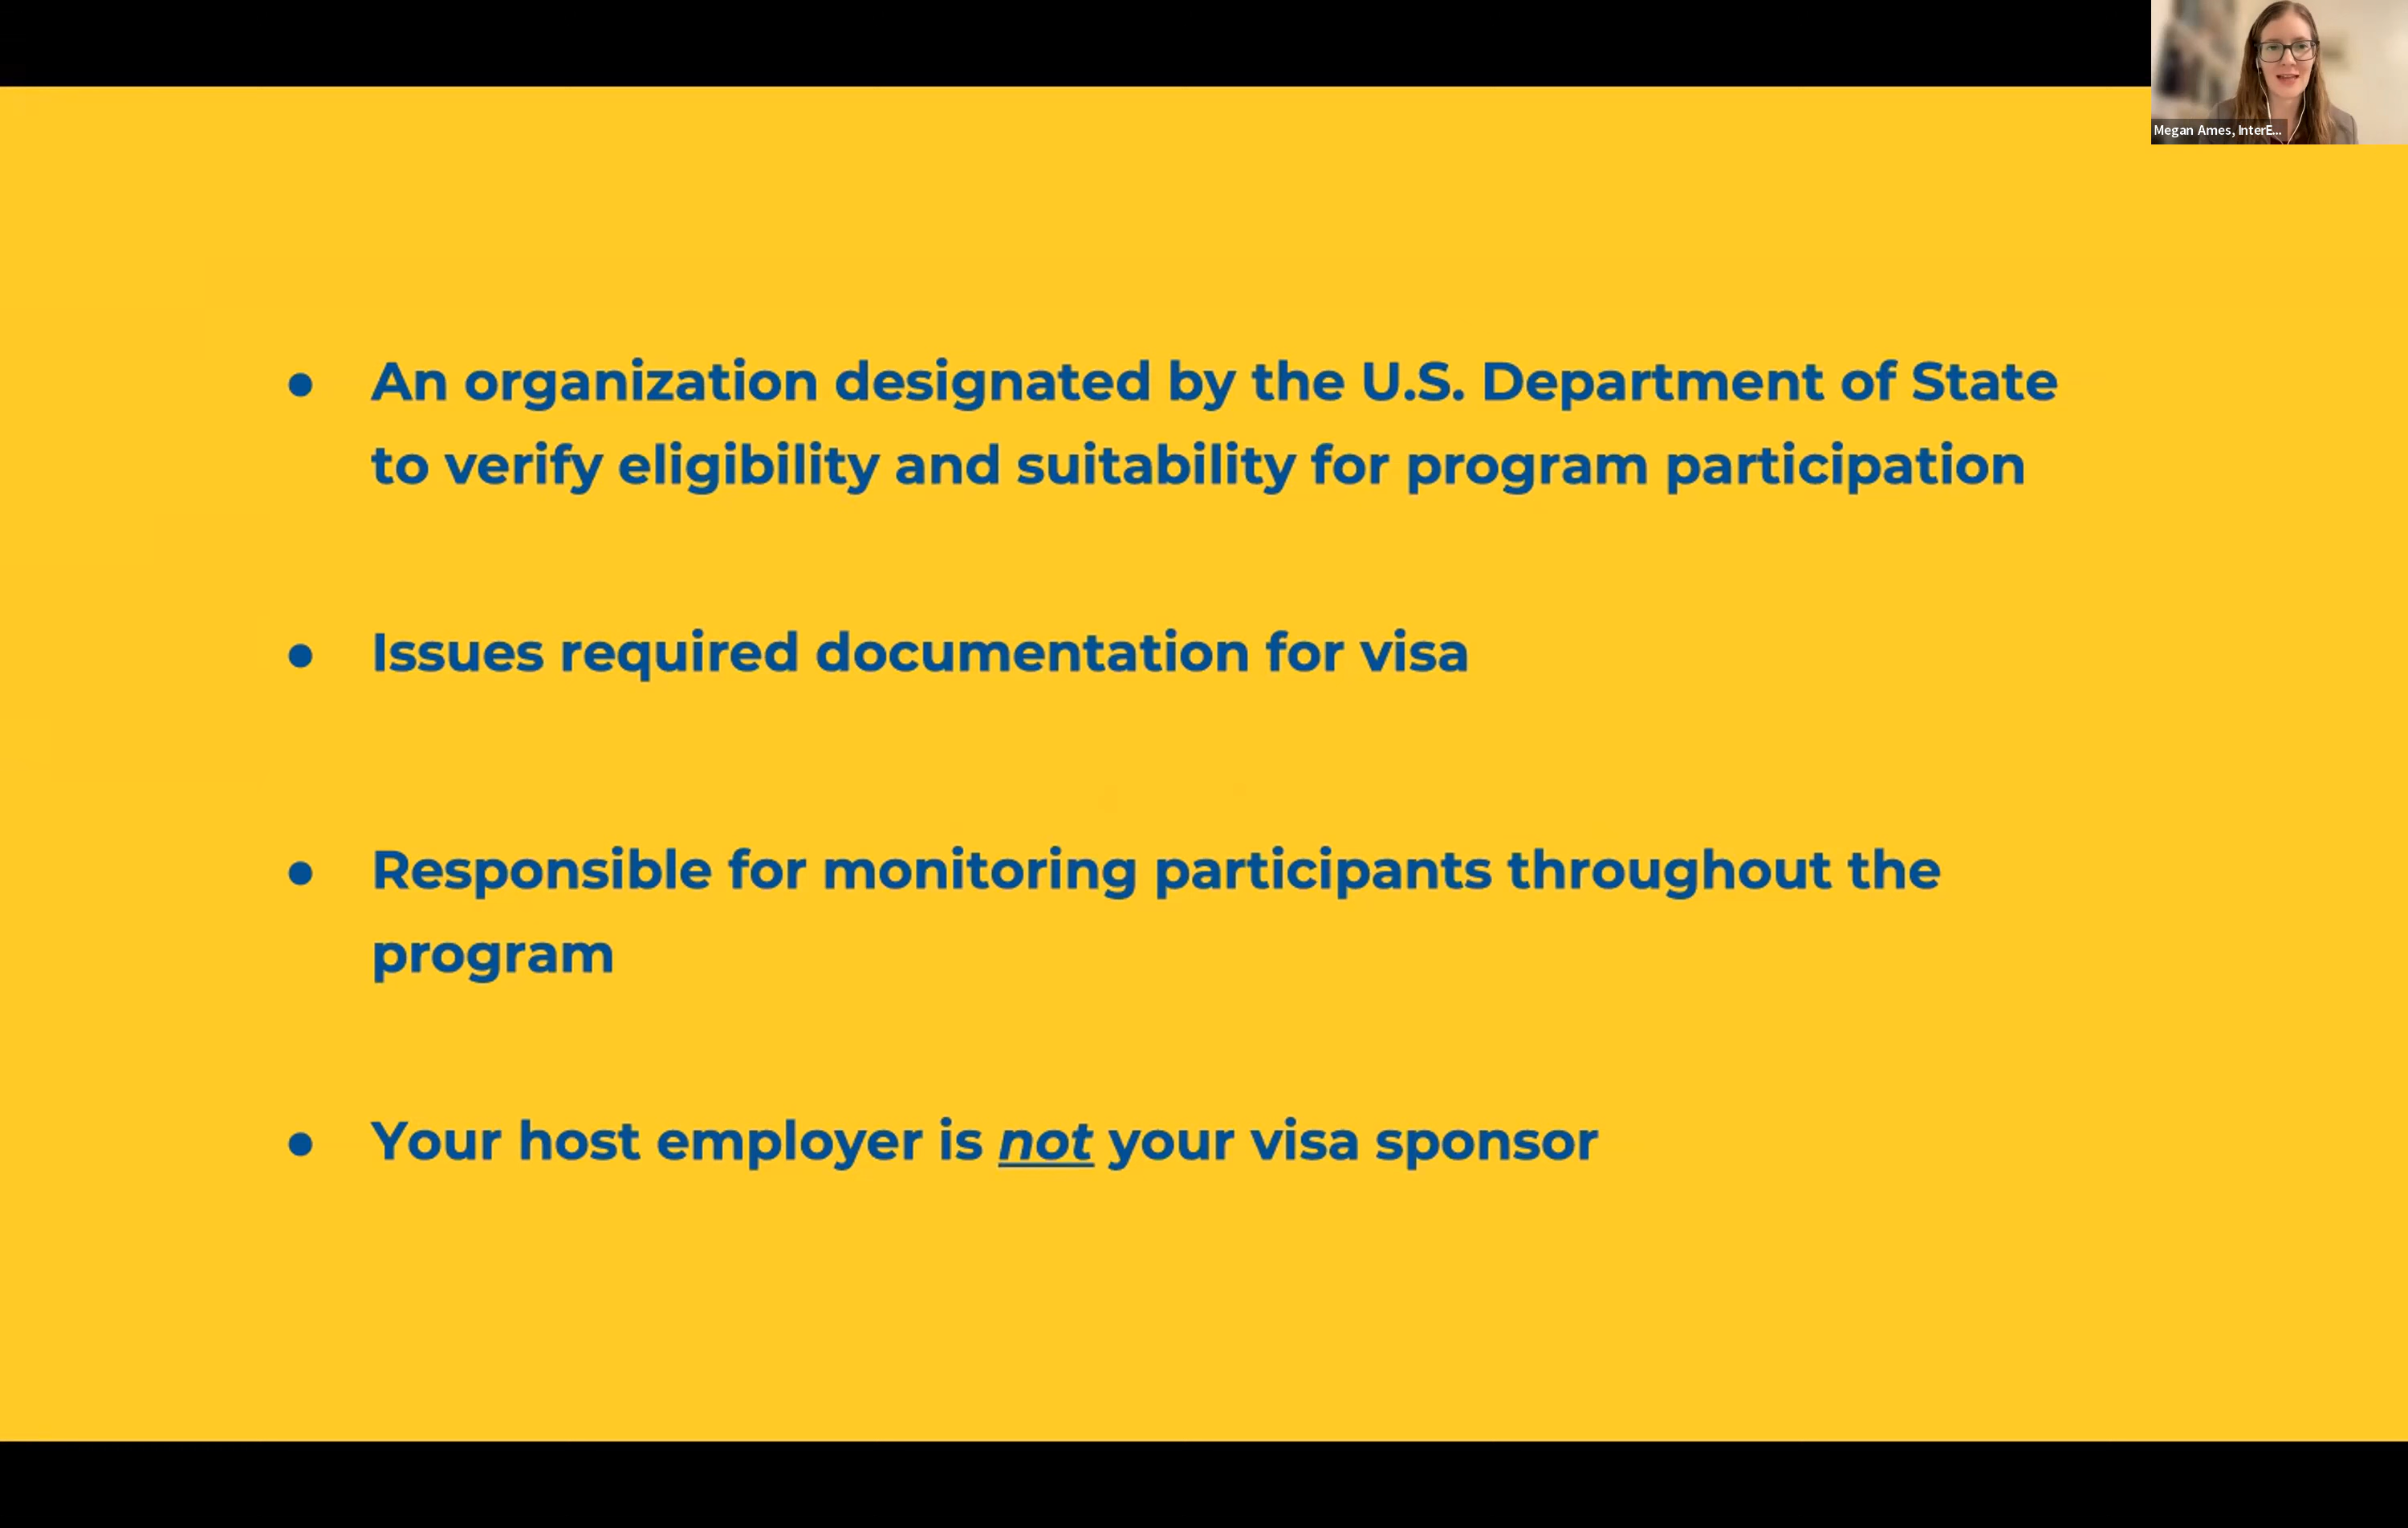 Megan Ames, InterE...
● An organization designated by the U.S. Department of State
to verify eligibility and suitability for program participation
● Issues required documentation for visa
● Responsible for monitoring participants throughout the
program
● Your host employer is not your visa sponsor